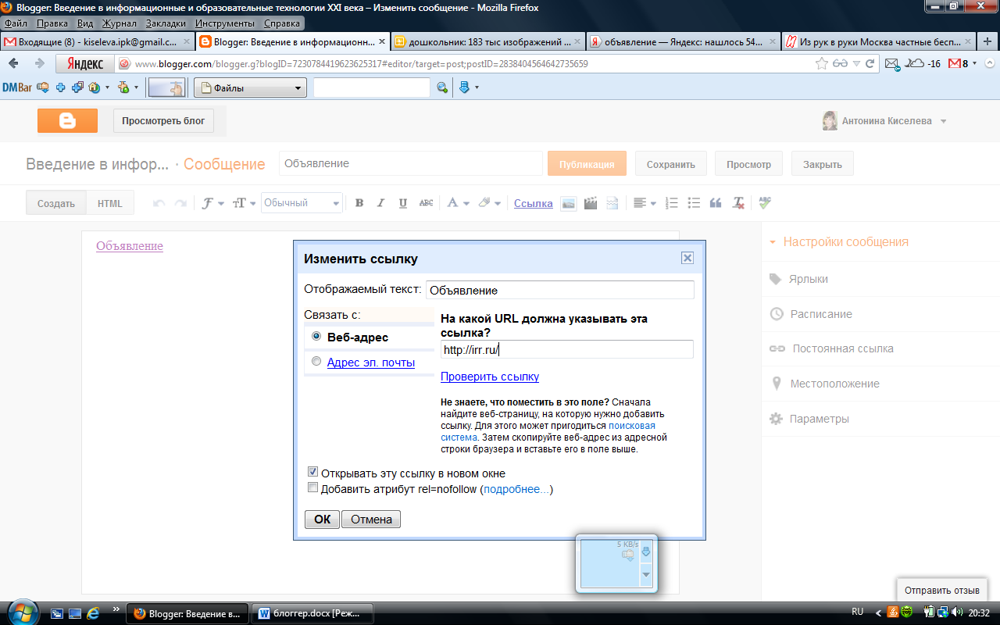 Blogger: Введение в информационные и образовательные технологии XXI века – Изменить сообщение - Mozilla Firefox
Файл Правка Вид Журнал Закладки Инструменты Справка
Входящие (8) - kiseleva.ipk@gmail.c...
Blogger: Введение в информационн...
дошкольник: 183 тыс изображений ...
объявление — Яндекс: нашлось 54...
Из рук в руки Москва частные бесп...
Яндекс www.blogger.com/blogger.g?blogID=7230784419623625317#editor/target=post;postID=2838404564642735659 -16 8
DMBar Файлы
Просмотреть блог
Антонина Киселева
Введение в инфор... · Сообщение Объявление Публикация Сохранить Просмотр Закрыть
Создать HTML Обычный B I U ABC A Ссылка ABC
Объявление
Изменить ссылку
Отображаемый текст: Объявление
Связать с:
Веб-адрес
Адрес эл. почты
На какой URL должна указывать эта
ссылка?
http://irr.ru/
Проверить ссылку
Не знаете, что поместить в это поле? Сначала
найдите веб-страницу, на которую нужно добавить
ссылку. Для этого может пригодиться поисковая
система. Затем скопируйте веб-адрес из адресной
строки браузера и вставьте его в поле выше.
Открывать эту ссылку в новом окне
Добавить атрибут rel=nofollow (подробнее...)
ОК Отмена
Настройки сообщения
Ярлыки
Расписание
Постоянная ссылка
Местоположение
Параметры
5 KB/s
Отправить отзыв
Blogger: Введение в... блоггер.docx [Реж... RU 20:32